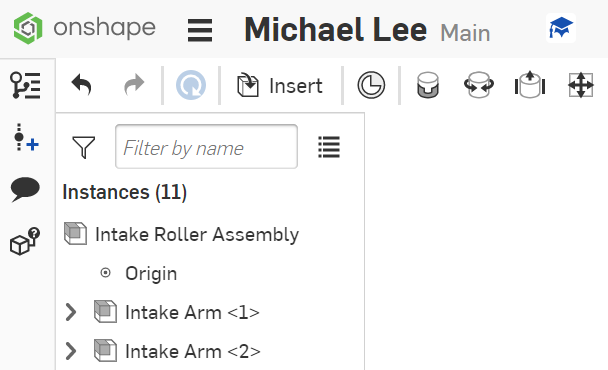 onshape Michael Lee Main
Insert
Filter by name
Instances (11)
Intake Roller Assembly
Origin
Intake Arm <1>
Intake Arm <2>